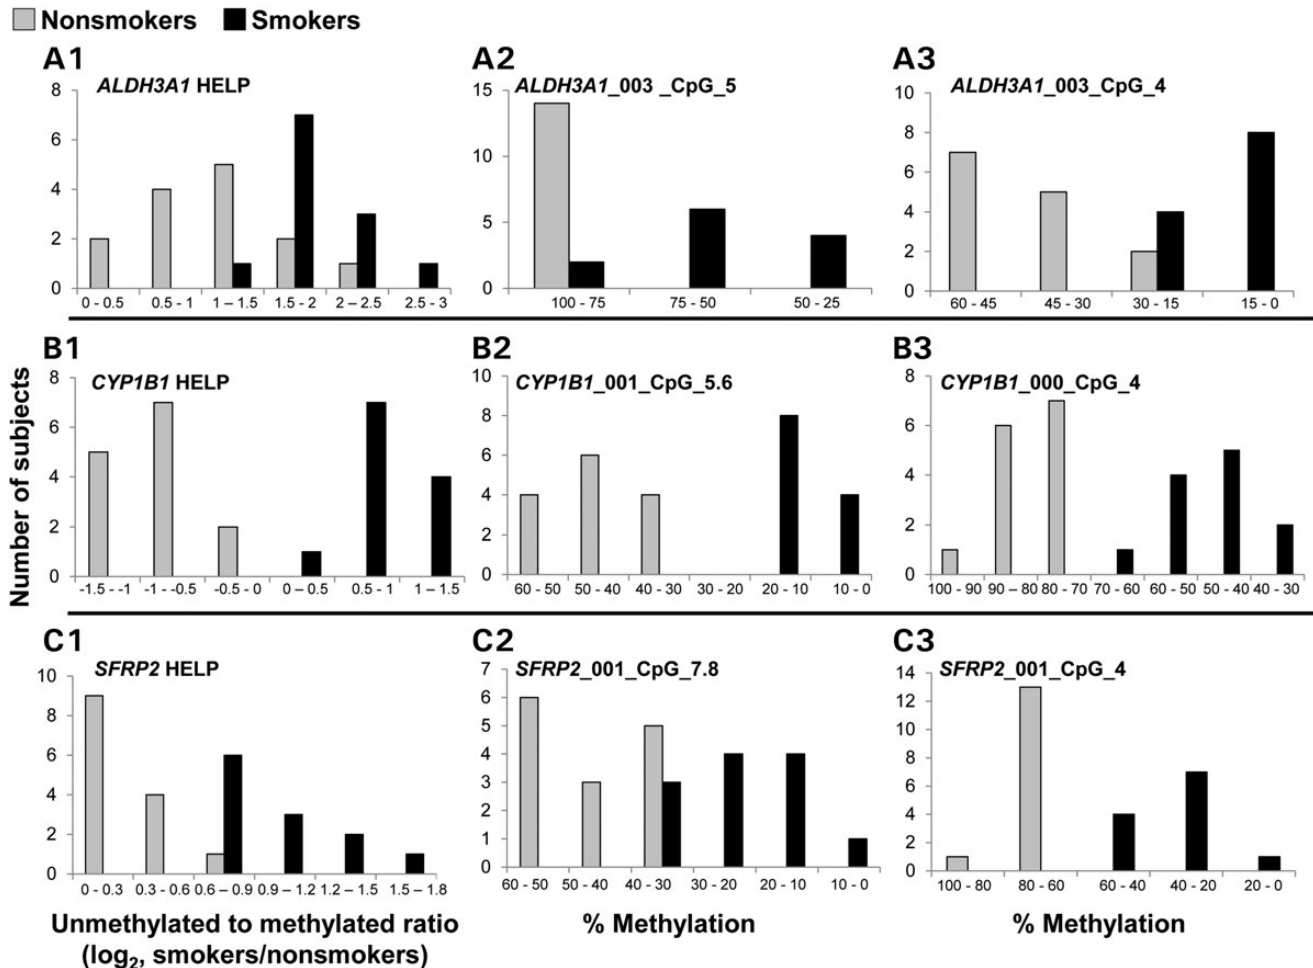 Nonsmokers Smokers
A1 A2 A3
ALDH3A1 HELP
8
6
4
2
0
0 - 0.5 0.5 - 1 1 – 1.5 1.5 - 2 2 – 2.5 2.5 - 3
ALDH3A1_003 _CpG_5
15
10
5
0
100 - 75 75 - 50 50 - 25
ALDH3A1_003_CpG_4
10
8
6
4
2
0
60 - 45 45 - 30 30 - 15 15 - 0
B1 B2 B3
Number of subjects
CYP1B1 HELP
8
6
4
2
0
-1.5 - -1 -1 - -0.5 -0.5 - 0 0 – 0.5 0.5 - 1 1 – 1.5
CYP1B1_001_CpG_5.6
10
8
6
4
2
0
60 - 50 50 - 40 40 - 30 30 - 20 20 - 10 10 - 0
CYP1B1_000_CpG_4
8
6
4
2
0
100 - 90 90 – 80 80 - 70 70 - 60 60 - 50 50 - 40 40 - 30
C1 C2 C3
SFRP2 HELP
10
8
6
4
2
0
0 - 0.3 0.3 - 0.6 0.6 – 0.9 0.9 – 1.2 1.2 – 1.5 1.5 – 1.8
SFRP2_001_CpG_7.8
7
6
5
4
3
2
1
0
60 - 50 50 - 40 40 - 30 30 - 20 20 - 10 10 - 0
SFRP2_001_CpG_4
14
12
10
8
6
4
2
0
100 - 80 80 - 60 60 - 40 40 - 20 20 - 0
Unmethylated to methylated ratio
(log₂, smokers/nonsmokers)
% Methylation
% Methylation